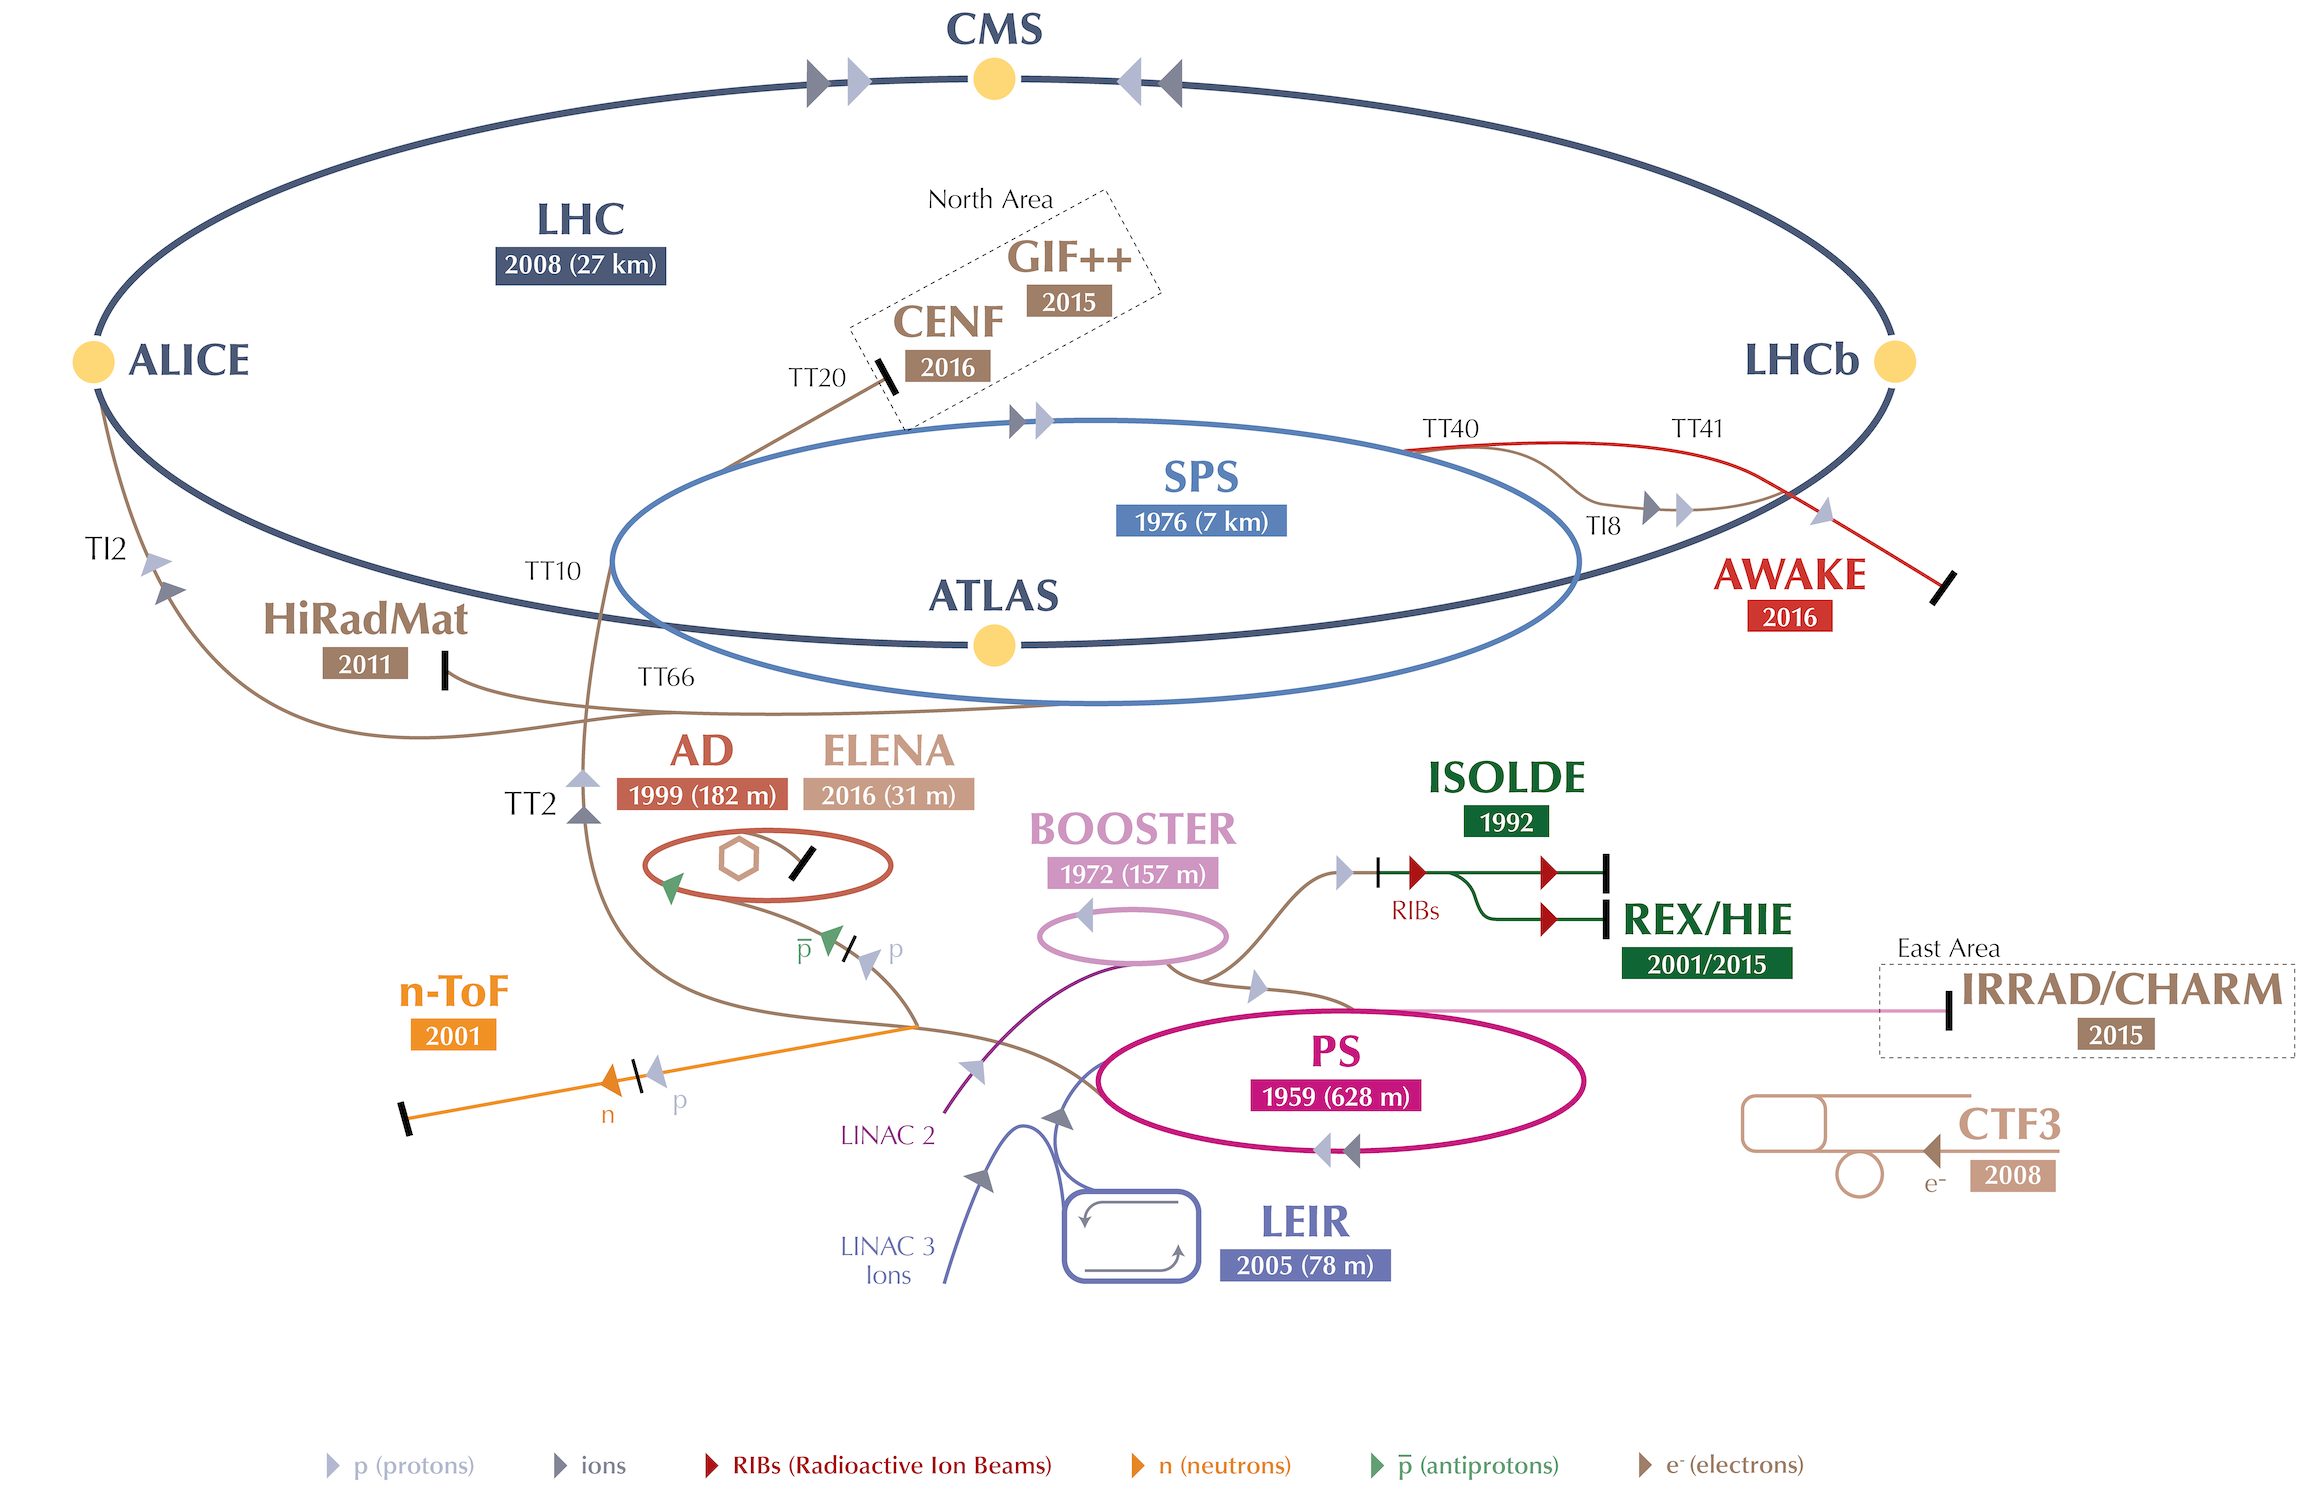 CMS
North Area
LHC
2008 (27 km)
GIF++
2015
CENF
2016
ALICE
TT20
LHCb
TT40
TT41
SPS
1976 (7 km)
TI8
TI2
TT10
AWAKE
2016
ATLAS
HiRadMat
2011
TT66
AD
1999 (182 m)
ELENA
2016 (31 m)
TT2
ISOLDE
1992
BOOSTER
1972 (157 m)
RIBs
REX/HIE
2001/2015
p̅
p
East Area
IRRAD/CHARM
2015
n-ToF
2001
n
p
PS
1959 (628 m)
LINAC 2
CTF3
2008
e-
LEIR
2005 (78 m)
LINAC 3
Ions
p (protons)
ions
RIBs (Radioactive Ion Beams)
n (neutrons)
p̅ (antiprotons)
e- (electrons)